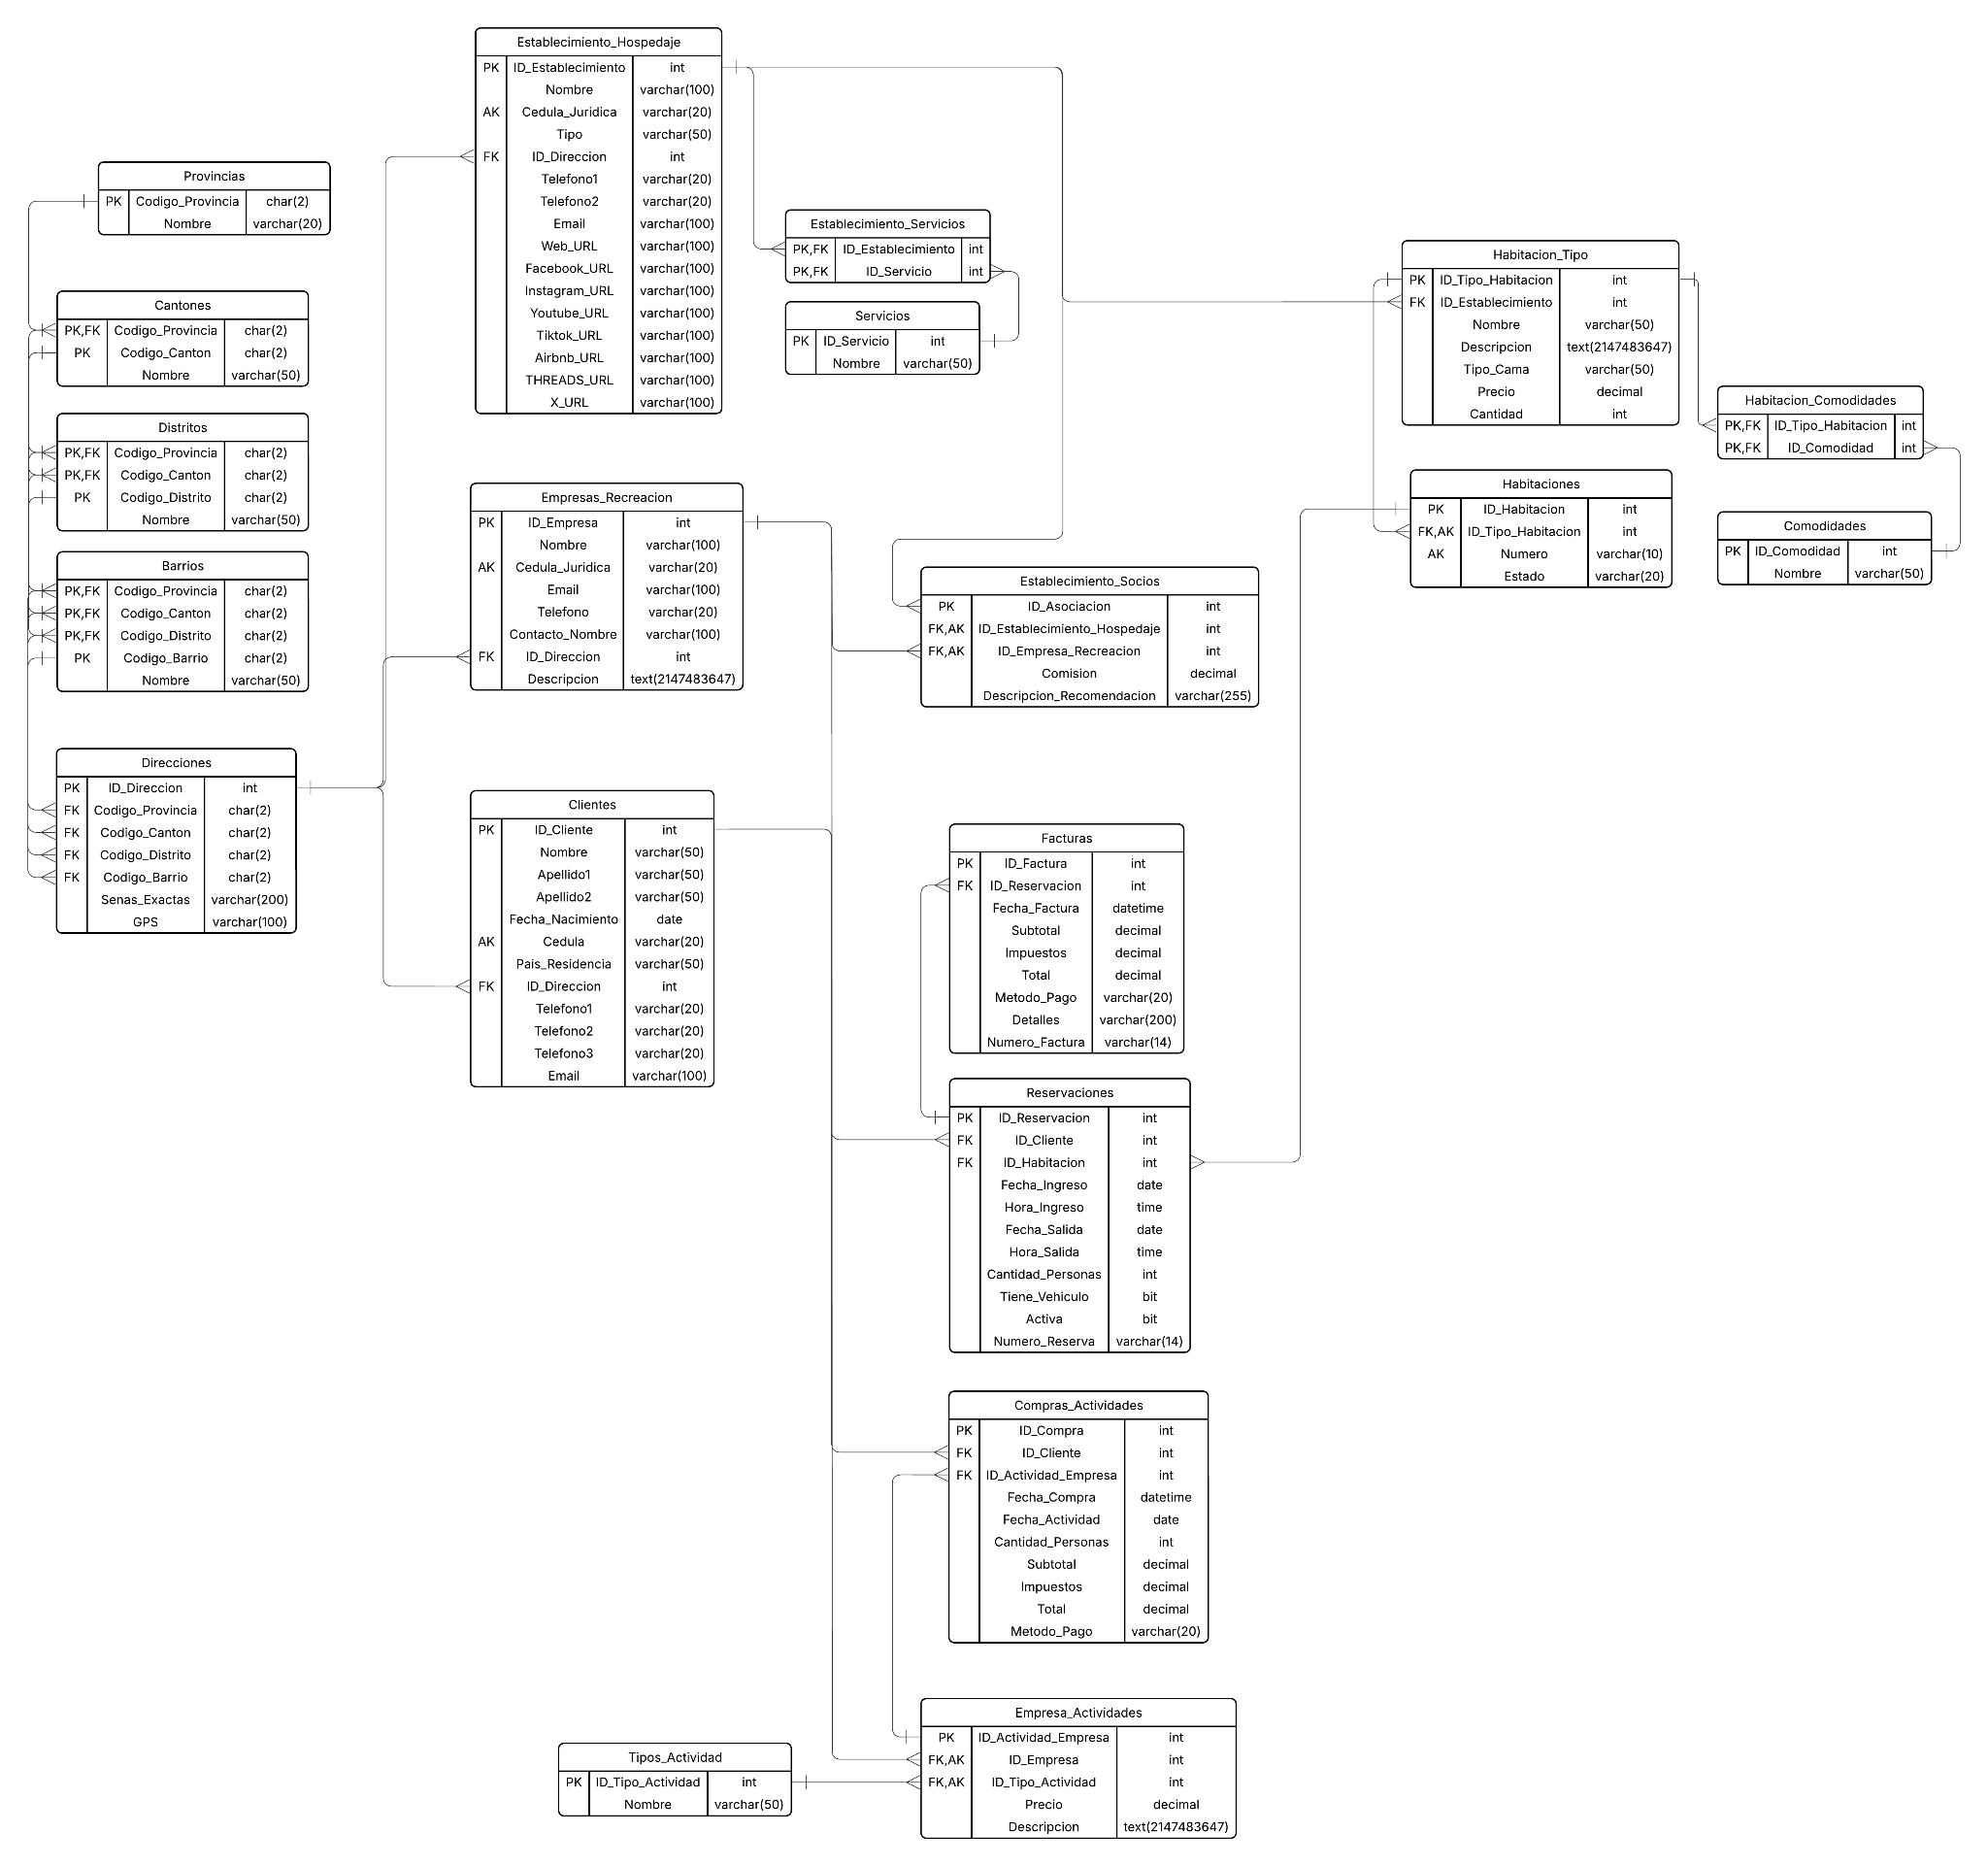 Establecimiento_Hospedaje
PK ID_Establecimiento int
Nombre varchar(100)
AK Cedula_Juridica varchar(20)
Tipo varchar(50)
FK ID_Direccion int
Telefono1 varchar(20)
Telefono2 varchar(20)
Email varchar(100)
Web_URL varchar(100)
Facebook_URL varchar(100)
Instagram_URL varchar(100)
Youtube_URL varchar(100)
Tiktok_URL varchar(100)
Airbnb_URL varchar(100)
THREADS_URL varchar(100)
X_URL varchar(100)
Provincias
PK Codigo_Provincia char(2)
Nombre varchar(20)
Cantones
PK,FK Codigo_Provincia char(2)
PK Codigo_Canton char(2)
Nombre varchar(50)
Distritos
PK,FK Codigo_Provincia char(2)
PK,FK Codigo_Canton char(2)
PK Codigo_Distrito char(2)
Nombre varchar(50)
Barrios
PK,FK Codigo_Provincia char(2)
PK,FK Codigo_Canton char(2)
PK,FK Codigo_Distrito char(2)
PK Codigo_Barrio char(2)
Nombre varchar(50)
Direcciones
PK ID_Direccion int
FK Codigo_Provincia char(2)
FK Codigo_Canton char(2)
FK Codigo_Distrito char(2)
FK Codigo_Barrio char(2)
Senas_Exactas varchar(200)
GPS varchar(100)
Establecimiento_Servicios
PK,FK ID_Establecimiento int
PK,FK ID_Servicio int
Servicios
PK ID_Servicio int
Nombre varchar(50)
Habitacion_Tipo
PK ID_Tipo_Habitacion int
FK ID_Establecimiento int
Nombre varchar(50)
Descripcion text(2147483647)
Tipo_Cama varchar(50)
Precio decimal
Cantidad int
Habitacion_Comodidades
PK,FK ID_Tipo_Habitacion int
PK,FK ID_Comodidad int
Habitaciones
PK ID_Habitacion int
FK,AK ID_Tipo_Habitacion int
AK Numero varchar(10)
Estado varchar(20)
Comodidades
PK ID_Comodidad int
Nombre varchar(50)
Empresas_Recreacion
PK ID_Empresa int
Nombre varchar(100)
AK Cedula_Juridica varchar(20)
Email varchar(100)
Telefono varchar(20)
Contacto_Nombre varchar(100)
FK ID_Direccion int
Descripcion text(2147483647)
Establecimiento_Socios
PK ID_Asociacion int
FK,AK ID_Establecimiento_Hospedaje int
FK,AK ID_Empresa_Recreacion int
Comision decimal
Descripcion_Recomendacion varchar(255)
Clientes
PK ID_Cliente int
Nombre varchar(50)
Apellido1 varchar(50)
Apellido2 varchar(50)
Fecha_Nacimiento date
AK Cedula varchar(20)
Pais_Residencia varchar(50)
FK ID_Direccion int
Telefono1 varchar(20)
Telefono2 varchar(20)
Telefono3 varchar(20)
Email varchar(100)
Facturas
PK ID_Factura int
FK ID_Reservacion int
Fecha_Factura datetime
Subtotal decimal
Impuestos decimal
Total decimal
Metodo_Pago varchar(20)
Detalles varchar(200)
Numero_Factura varchar(14)
Reservaciones
PK ID_Reservacion int
FK ID_Cliente int
FK ID_Habitacion int
Fecha_Ingreso date
Hora_Ingreso time
Fecha_Salida date
Hora_Salida time
Cantidad_Personas int
Tiene_Vehiculo bit
Activa bit
Numero_Reserva varchar(14)
Compras_Actividades
PK ID_Compra int
FK ID_Cliente int
FK ID_Actividad_Empresa int
Fecha_Compra datetime
Fecha_Actividad date
Cantidad_Personas int
Subtotal decimal
Impuestos decimal
Total decimal
Metodo_Pago varchar(20)
Empresa_Actividades
PK ID_Actividad_Empresa int
FK,AK ID_Empresa int
FK,AK ID_Tipo_Actividad int
Precio decimal
Descripcion text(2147483647)
Tipos_Actividad
PK ID_Tipo_Actividad int
Nombre varchar(50)